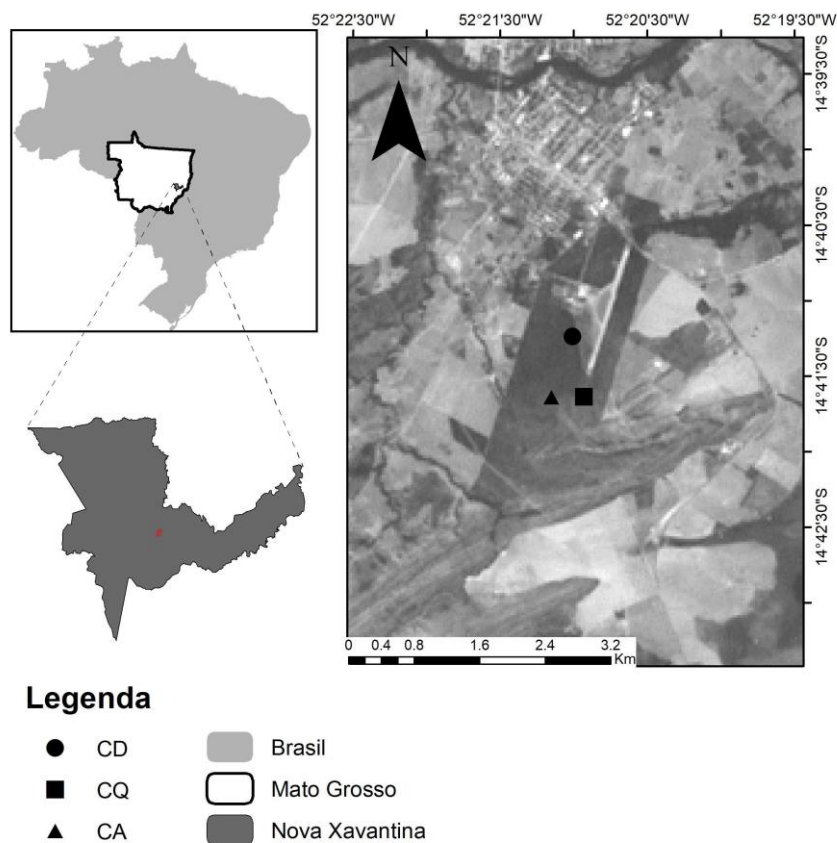 52°22'30"W 52°21'30"W 52°20'30"W 52°19'30"W
N
14°39'30"S
14°40'30"S
14°41'30"S
14°42'30"S
0 0.4 0.8 1.6 2.4 3.2
Km
Legenda
CD Brasil
CQ Mato Grosso
CA Nova Xavantina